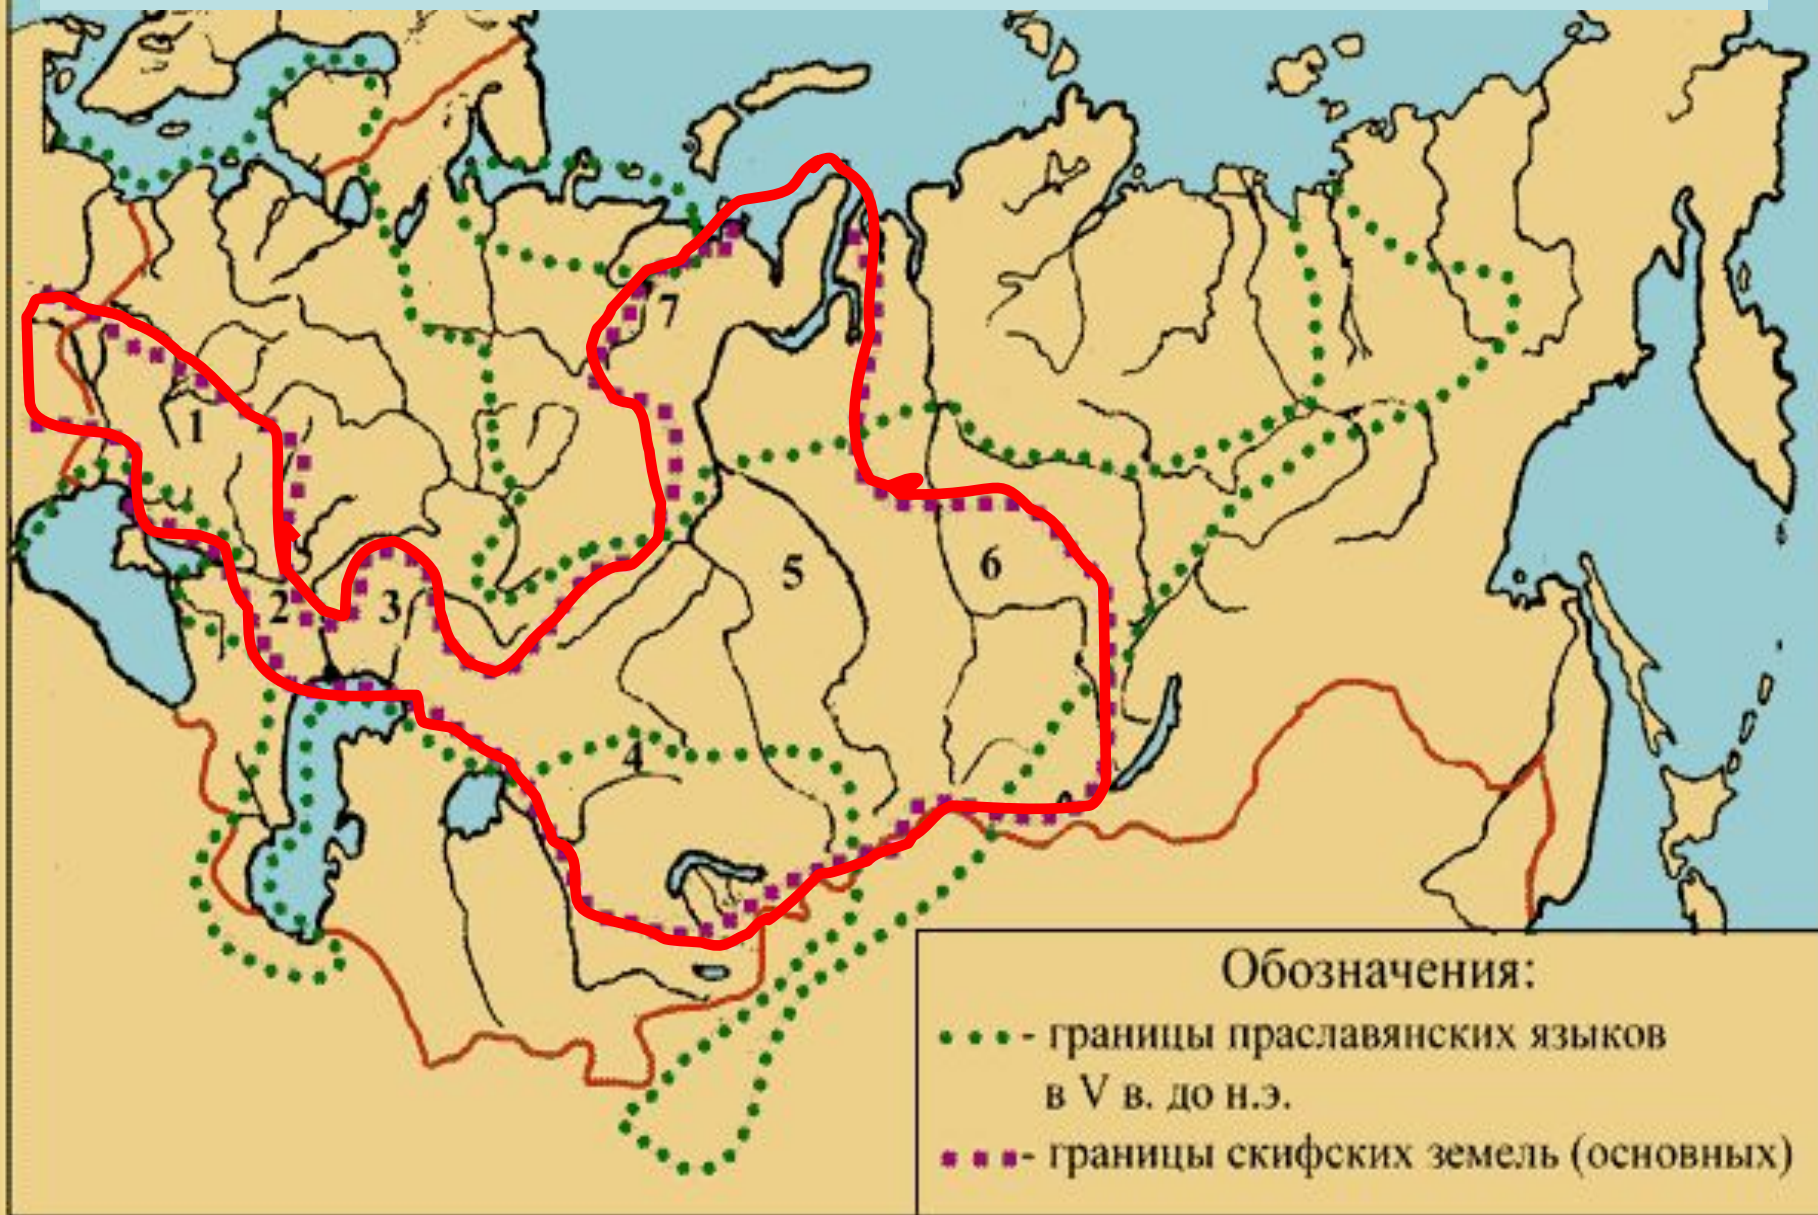 7
1
5
6
2
3
4
Обозначения:
- границы праславянских языков
в V в. до н.э.
- границы скифских земель (основных)